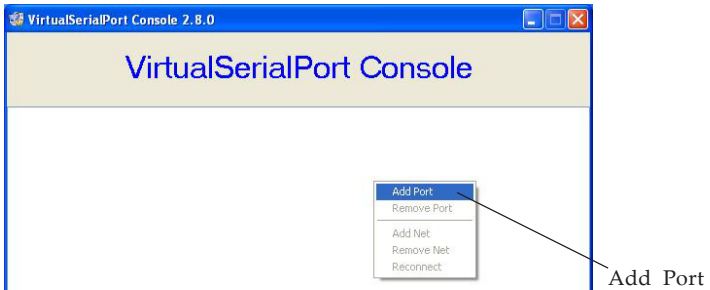 VirtualSerialPort Console 2.8.0
VirtualSerialPort Console
Add Port
Remove Port
Add Net
Remove Net
Reconnect
Add Port